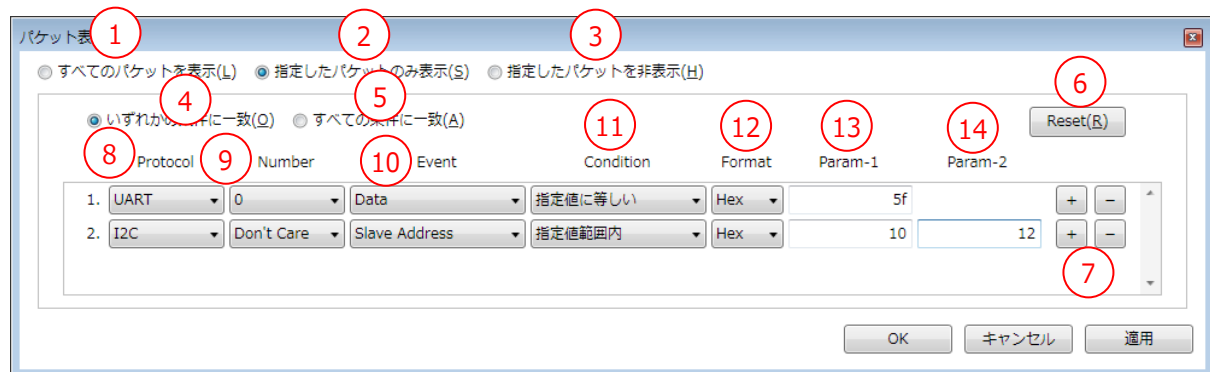 パケット表 1 2 3
すべてのパケットを表示(L) 指定したパケットのみ表示(S) 指定したパケットを非表示(H)
4 5 6
いずれかの条件に一致(O) すべての条件に一致(A) Reset(R)
8 Protocol 9 Number 10 Event 11 Condition 12 Format 13 Param-1 14 Param-2
1. UART 0 Data 指定値に等しい Hex 5f + −
2. I2C Don't Care Slave Address 指定値範囲内 Hex 10 12 + −
7
OK キャンセル 適用